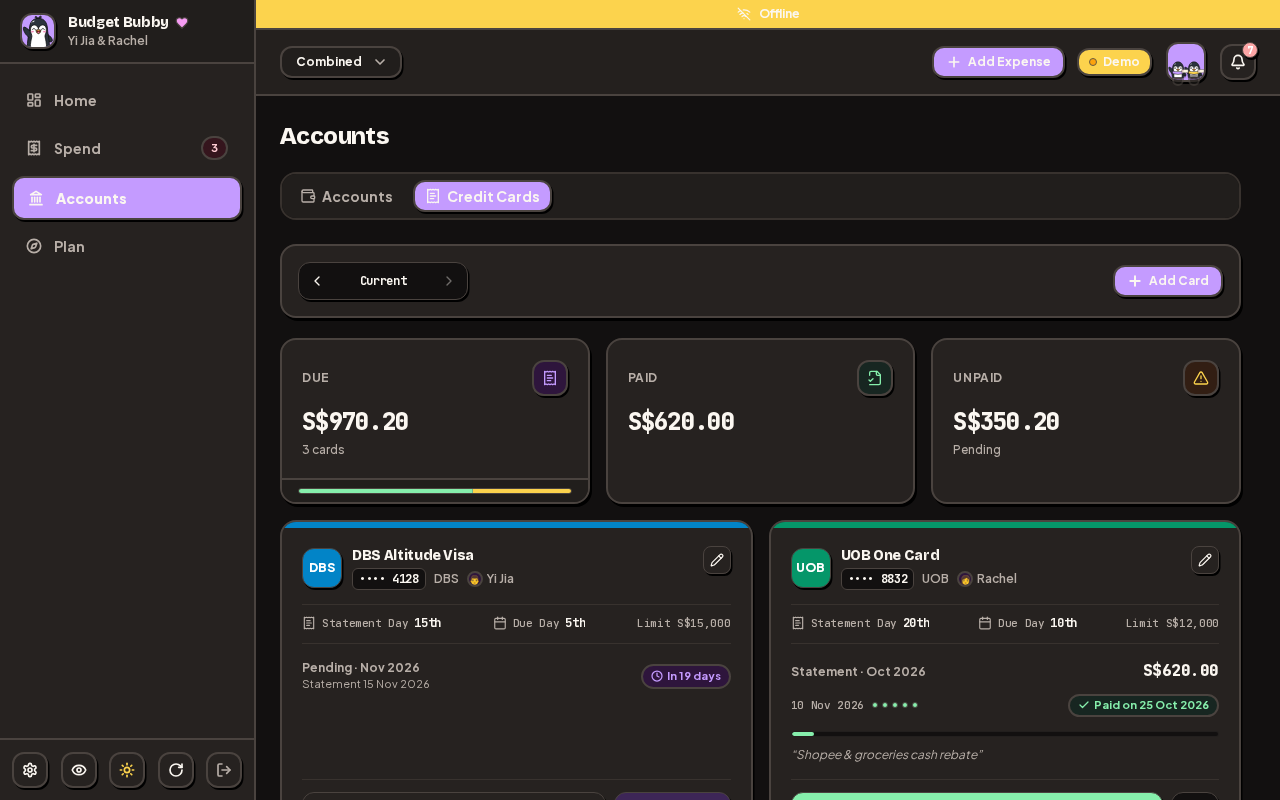 Budget Bubby
Yi Jia & Rachel
Home
Spend 3
Accounts
Plan
Offline
Combined
Add Expense
Demo
7
Accounts
Accounts
Credit Cards
Current
Add Card
DUE
S$970.20
3 cards
PAID
S$620.00
UNPAID
S$350.20
Pending
DBS
DBS Altitude Visa
•••• 4128 DBS Yi Jia
Statement Day 15th Due Day 5th Limit S$15,000
Pending · Nov 2026
Statement 15 Nov 2026
In 19 days
UOB
UOB One Card
•••• 8832 UOB Rachel
Statement Day 20th Due Day 10th Limit S$12,000
Statement · Oct 2026 S$620.00
10 Nov 2026
Paid on 25 Oct 2026
“Shopee & groceries cash rebate”